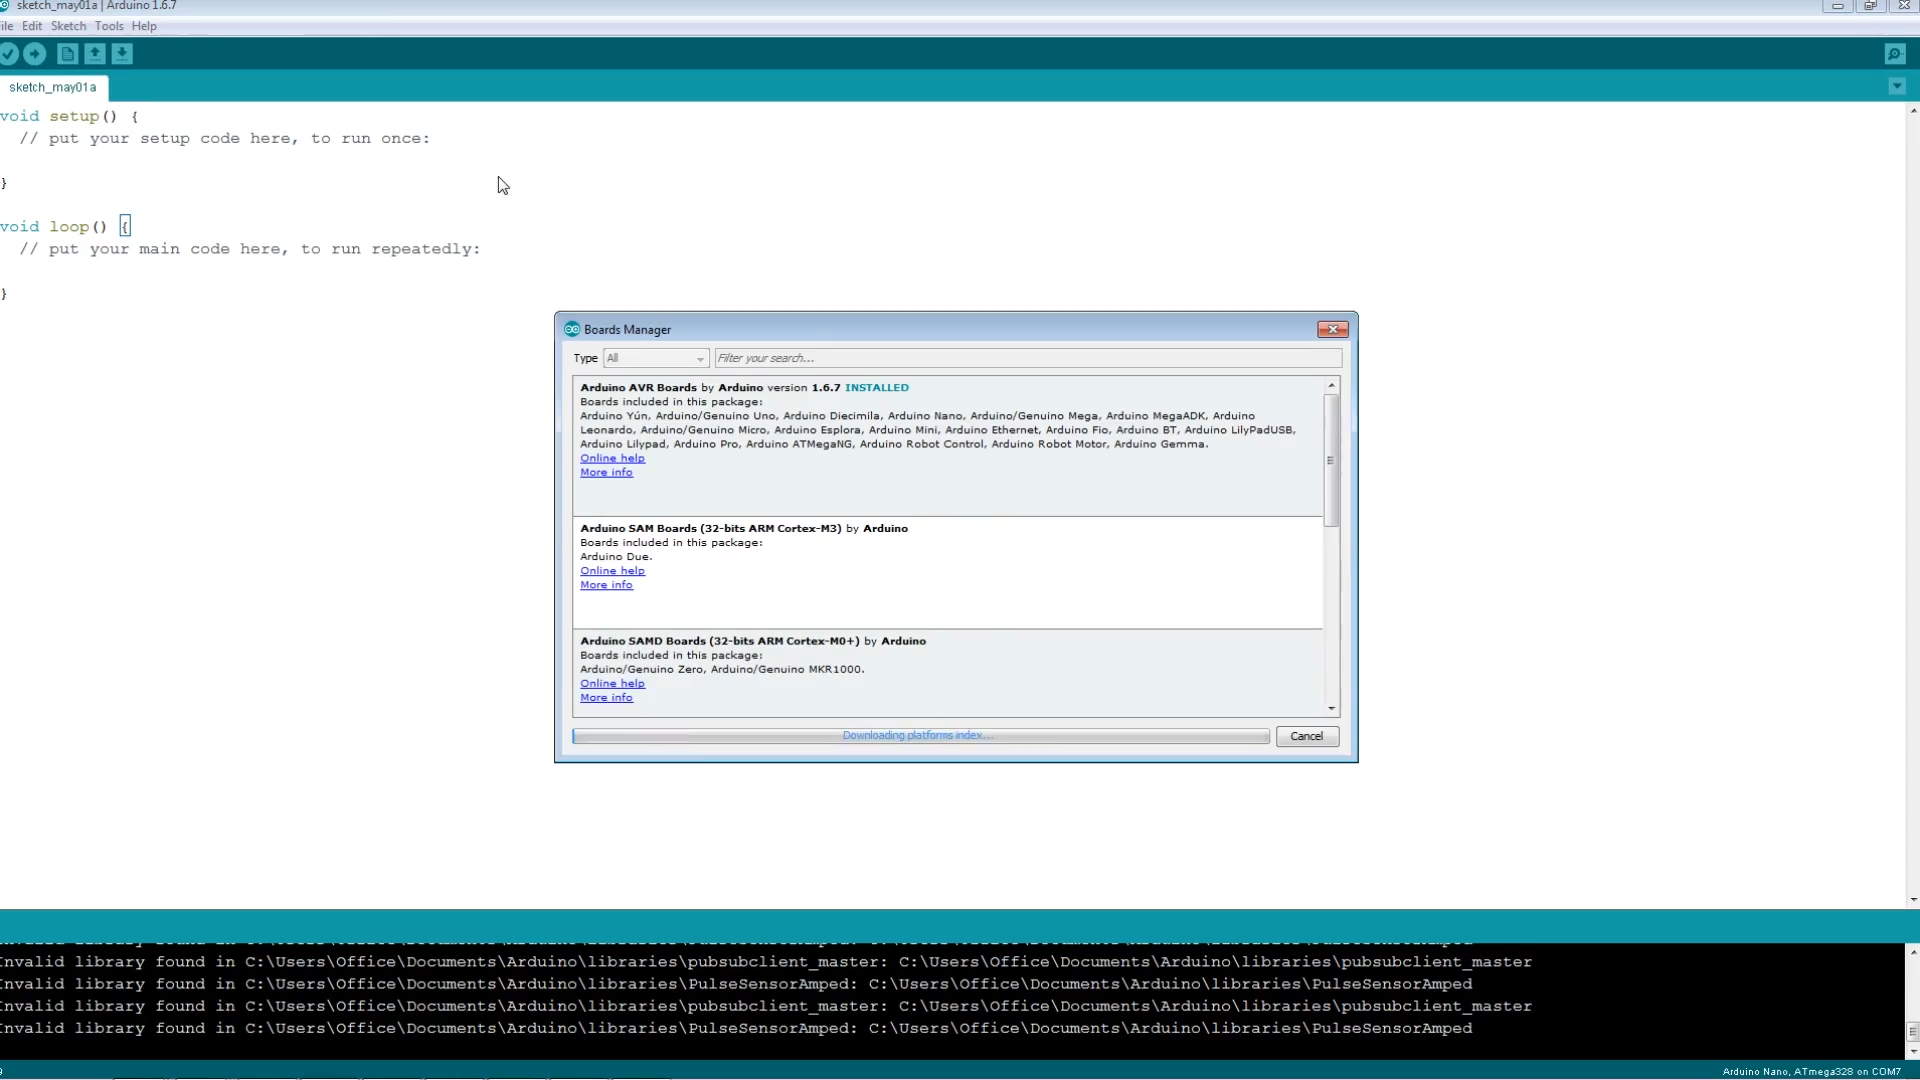 sketch_may01a | Arduino 1.6.7
ile Edit Sketch Tools Help
sketch_may01a
void setup() {
// put your setup code here, to run once:
}
void loop() {
// put your main code here, to run repeatedly:
}
Boards Manager
Type All Filter your search...
Arduino AVR Boards by Arduino version 1.6.7 INSTALLED
Boards included in this package:
Arduino Yún, Arduino/Genuino Uno, Arduino Diecimila, Arduino Nano, Arduino/Genuino Mega, Arduino MegaADK, Arduino
Leonardo, Arduino/Genuino Micro, Arduino Esplora, Arduino Mini, Arduino Ethernet, Arduino Fio, Arduino BT, Arduino LilyPadUSB,
Arduino Lilypad, Arduino Pro, Arduino ATMegaNG, Arduino Robot Control, Arduino Robot Motor, Arduino Gemma.
Online help
More info
Arduino SAM Boards (32-bits ARM Cortex-M3) by Arduino
Boards included in this package:
Arduino Due.
Online help
More info
Arduino SAMD Boards (32-bits ARM Cortex-M0+) by Arduino
Boards included in this package:
Arduino/Genuino Zero, Arduino/Genuino MKR1000.
Online help
More info
Downloading platforms index... Cancel
Invalid library found in C:\Users\Office\Documents\Arduino\libraries\pubsubclient_master: C:\Users\Office\Documents\Arduino\libraries\pubsubclient_master
Invalid library found in C:\Users\Office\Documents\Arduino\libraries\PulseSensorAmped: C:\Users\Office\Documents\Arduino\libraries\PulseSensorAmped
Invalid library found in C:\Users\Office\Documents\Arduino\libraries\pubsubclient_master: C:\Users\Office\Documents\Arduino\libraries\pubsubclient_master
Invalid library found in C:\Users\Office\Documents\Arduino\libraries\PulseSensorAmped: C:\Users\Office\Documents\Arduino\libraries\PulseSensorAmped
Arduino Nano, ATmega328 on COM7